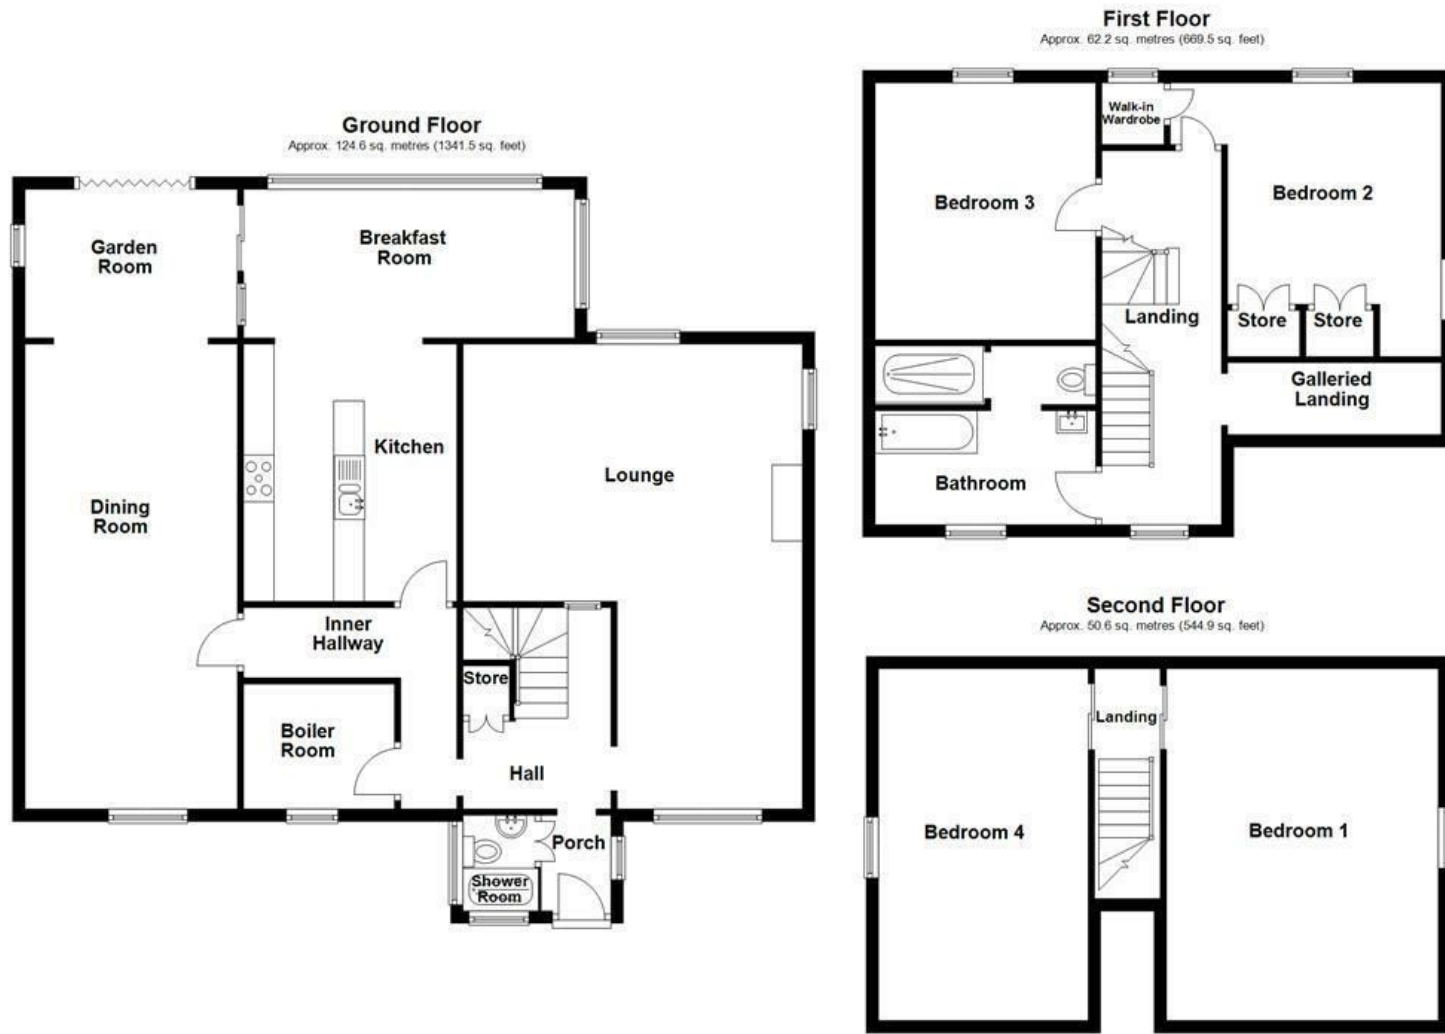 Ground Floor
Approx. 124.6 sq. metres (1341.5 sq. feet)
Garden
Room
Breakfast
Room
Kitchen
Lounge
Dining
Room
Inner
Hallway
Store
Boiler
Room
Hall
Porch
Shower
Room
First Floor
Approx. 62.2 sq. metres (669.5 sq. feet)
Walk-in
Wardrobe
Bedroom 3
Bedroom 2
Landing
Store
Store
Galleried
Landing
Bathroom
Second Floor
Approx. 50.6 sq. metres (544.9 sq. feet)
Landing
Bedroom 4
Bedroom 1